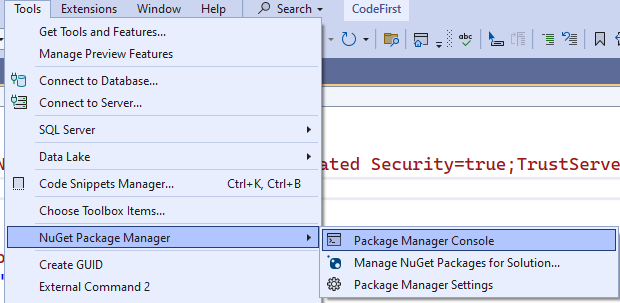 Tools Extensions Window Help Search CodeFirst
Get Tools and Features...
Manage Preview Features
Connect to Database...
Connect to Server...
SQL Server
Data Lake
ated Security=true;TrustServe
Code Snippets Manager... Ctrl+K, Ctrl+B
Choose Toolbox Items...
NuGet Package Manager
Package Manager Console
Create GUID
Manage NuGet Packages for Solution...
External Command 2
Package Manager Settings